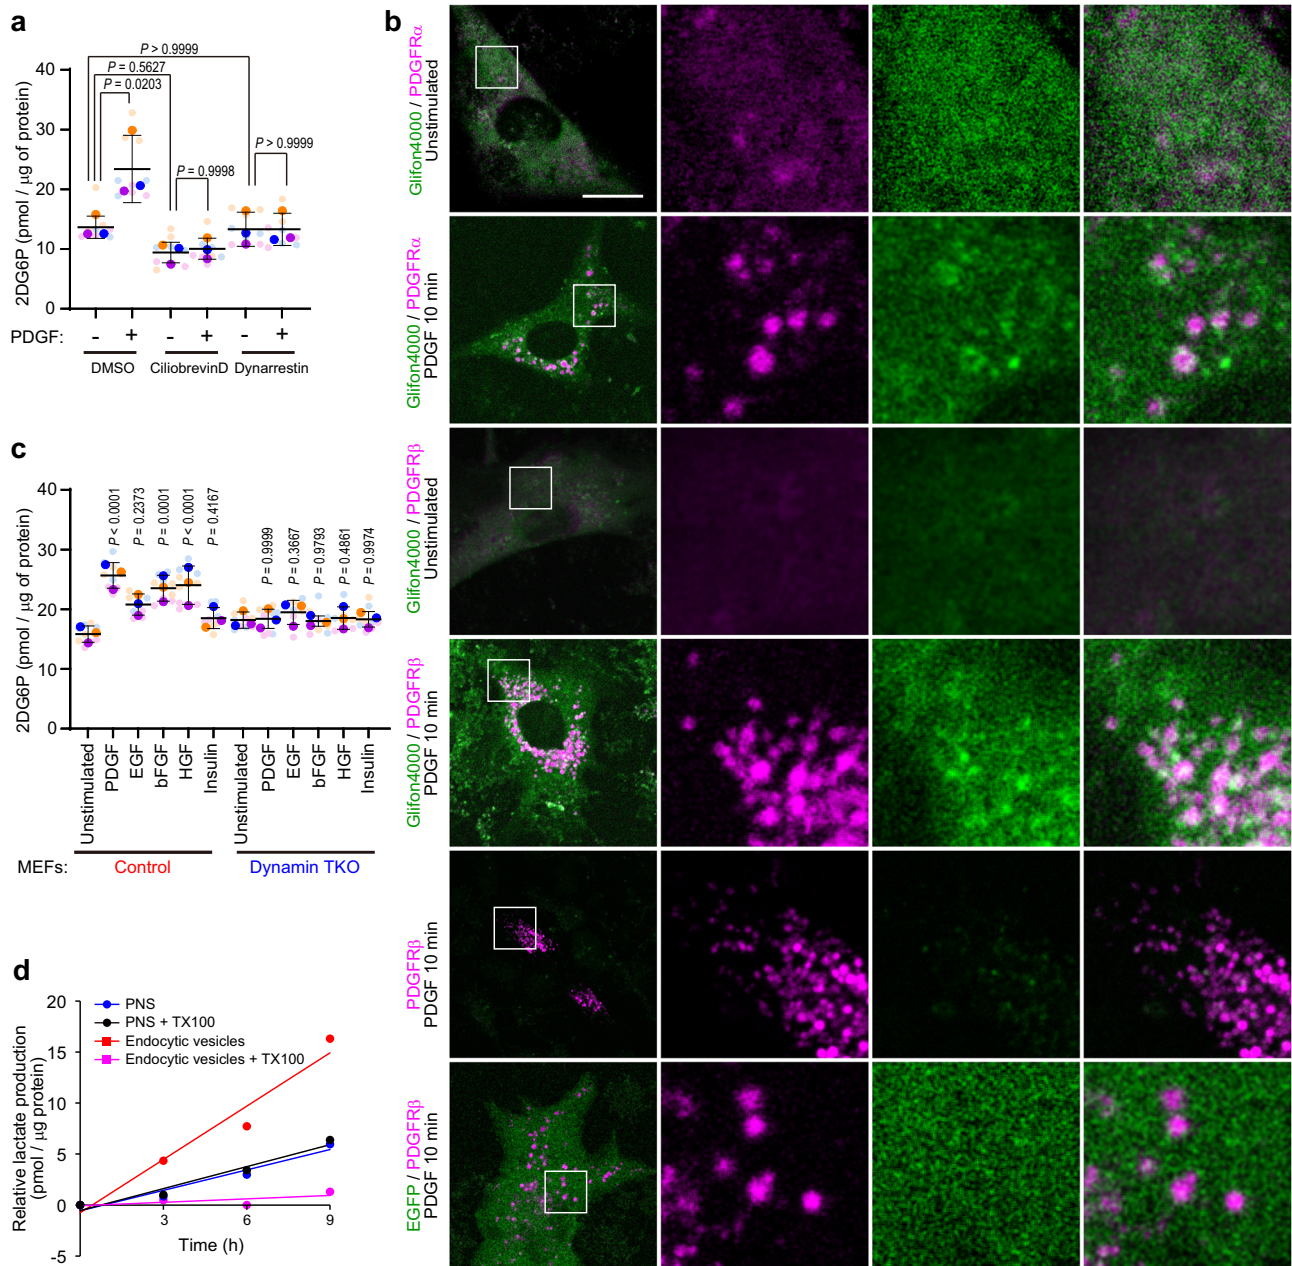 a
2DG6P (pmol / µg of protein)
40
30
20
10
0
P > 0.9999
P = 0.5627
P = 0.0203
P = 0.9998
P > 0.9999
PDGF: - + - + - +
DMSO CiliobrevinD Dynarrestin
b
Glifon4000 / PDGFRα
Unstimulated
Glifon4000 / PDGFRα
PDGF 10 min
Glifon4000 / PDGFRβ
Unstimulated
Glifon4000 / PDGFRβ
PDGF 10 min
PDGFRβ
PDGF 10 min
EGFP / PDGFRβ
PDGF 10 min
c
2DG6P (pmol / µg of protein)
40
30
20
10
0
P < 0.0001
P = 0.2373
P = 0.0001
P < 0.0001
P = 0.4167
P = 0.9999
P = 0.3667
P = 0.9793
P = 0.4861
P = 0.9974
Unstimulated
PDGF
EGF
bFGF
HGF
Insulin
Unstimulated
PDGF
EGF
bFGF
HGF
Insulin
MEFs: Control Dynamin TKO
d
Relative lactate production
(pmol / µg protein)
20
15
10
5
0
-5
PNS
PNS + TX100
Endocytic vesicles
Endocytic vesicles + TX100
3 6 9
Time (h)